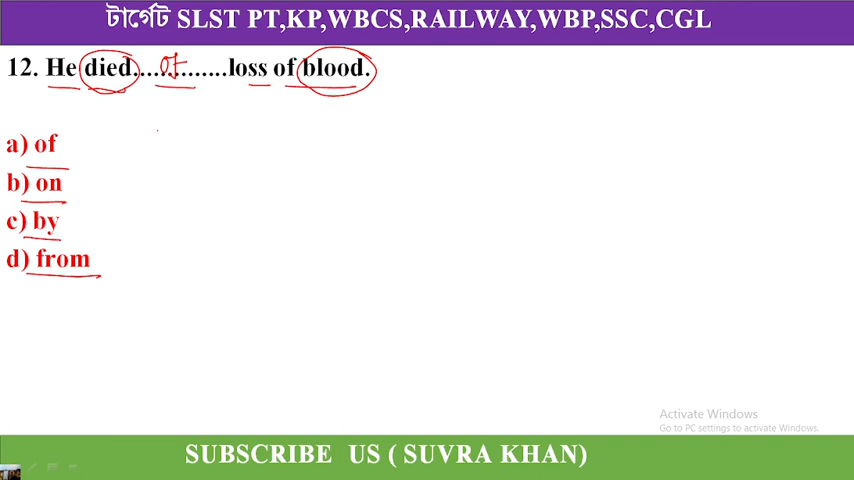 টার্গেট SLST PT,KP,WBCS,RAILWAY,WBP,SSC,CGL
12. He died.....of........loss of blood.
a) of
b) on
c) by
d) from
Activate Windows
Go to PC settings to activate Windows.
SUBSCRIBE US ( SUVRA KHAN)